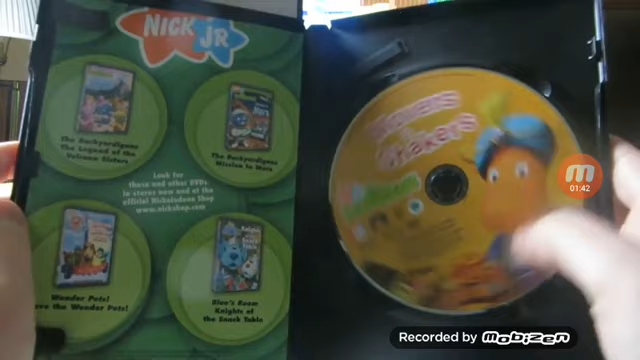 NICK JR
The Backyardigans
The Legend of the
Volcano Sisters
The Backyardigans
Mission to Mars
Look for
these and other DVDs
in stores now and at the
official Nickelodeon Shop
www.nickshop.com
Wonder Pets!
Save the Wonder Pets!
Blue's Room
Knights of
the Snack Table
Movers
& Shakers
01:42
Recorded by mobizen